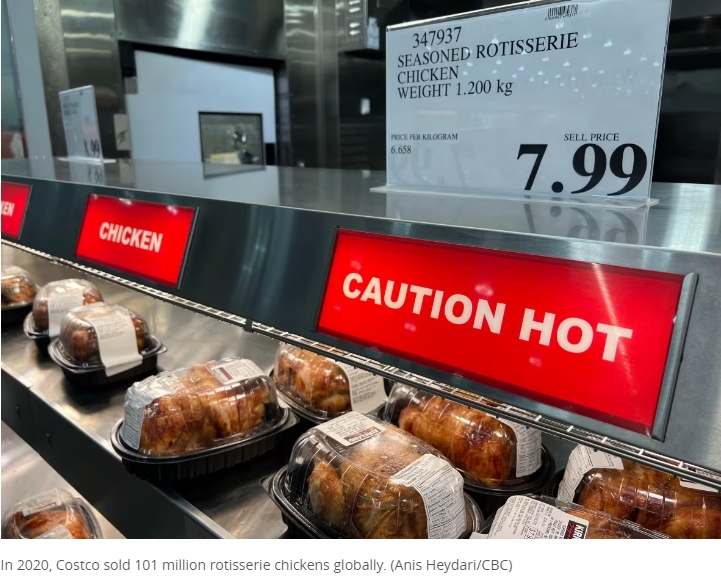 347937
SEASONED ROTISSERIE
CHICKEN
WEIGHT 1.200 kg
PRICE PER KILOGRAM
6.658
SELL PRICE
7.99
CHICKEN
CAUTION HOT
In 2020, Costco sold 101 million rotisserie chickens globally. (Anis Heydari/CBC)